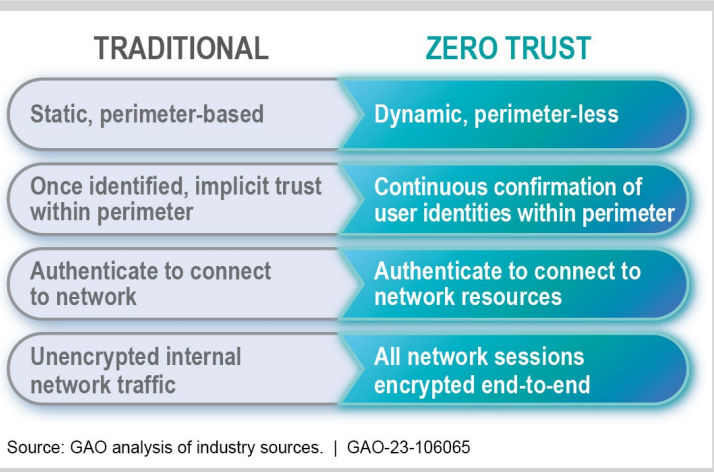 TRADITIONAL
ZERO TRUST
Static, perimeter-based
Dynamic, perimeter-less
Once identified, implicit trust
within perimeter
Continuous confirmation of
user identities within perimeter
Authenticate to connect
to network
Authenticate to connect to
network resources
Unencrypted internal
network traffic
All network sessions
encrypted end-to-end
Source: GAO analysis of industry sources. | GAO-23-106065